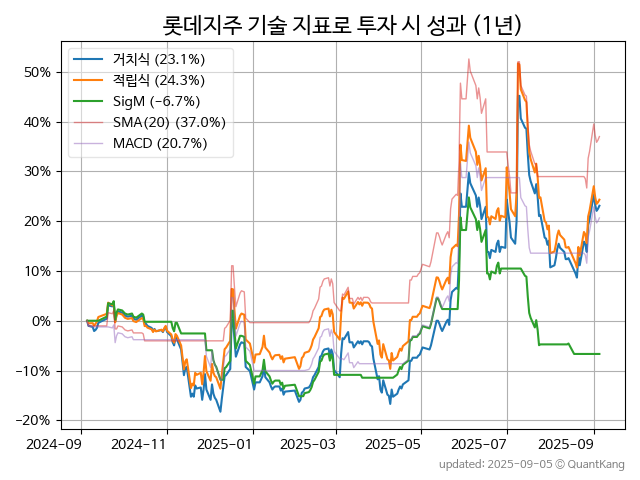 롯데지주 기술 지표로 투자 시 성과 (1년)
거치식 (23.1%)
적립식 (24.3%)
SigM (-6.7%)
SMA(20) (37.0%)
MACD (20.7%)
50%
40%
30%
20%
10%
0%
−10%
−20%
2024-09 2024-11 2025-01 2025-03 2025-05 2025-07 2025-09
updated: 2025-09-05 © QuantKang